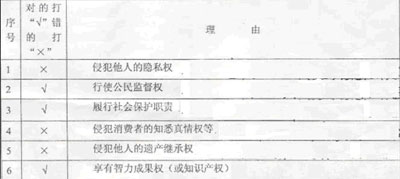 序号 对的打“√”错的打“×” 理 由
1 × 侵犯他人的隐私权
2 √ 行使公民监督权
3 √ 履行社会保护职责
4 × 侵犯消费者的知悉真情权等
5 × 侵犯他人的遗产继承权
6 √ 享有智力成果权（或知识产权）